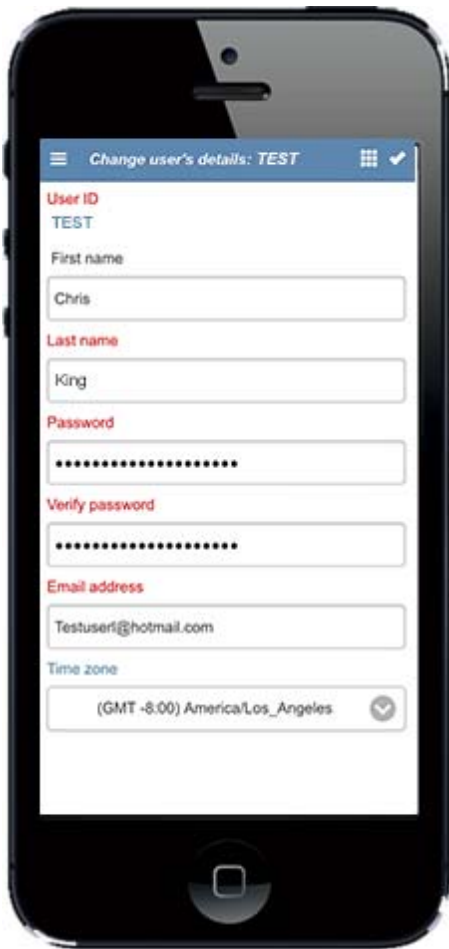 Change user's details: TEST
User ID
TEST
First name
Chris
Last name
King
Password
••••••••••••••••••••
Verify password
••••••••••••••••••••
Email address
Testuserl@hotmail.com
Time zone
(GMT -8:00) America/Los_Angeles